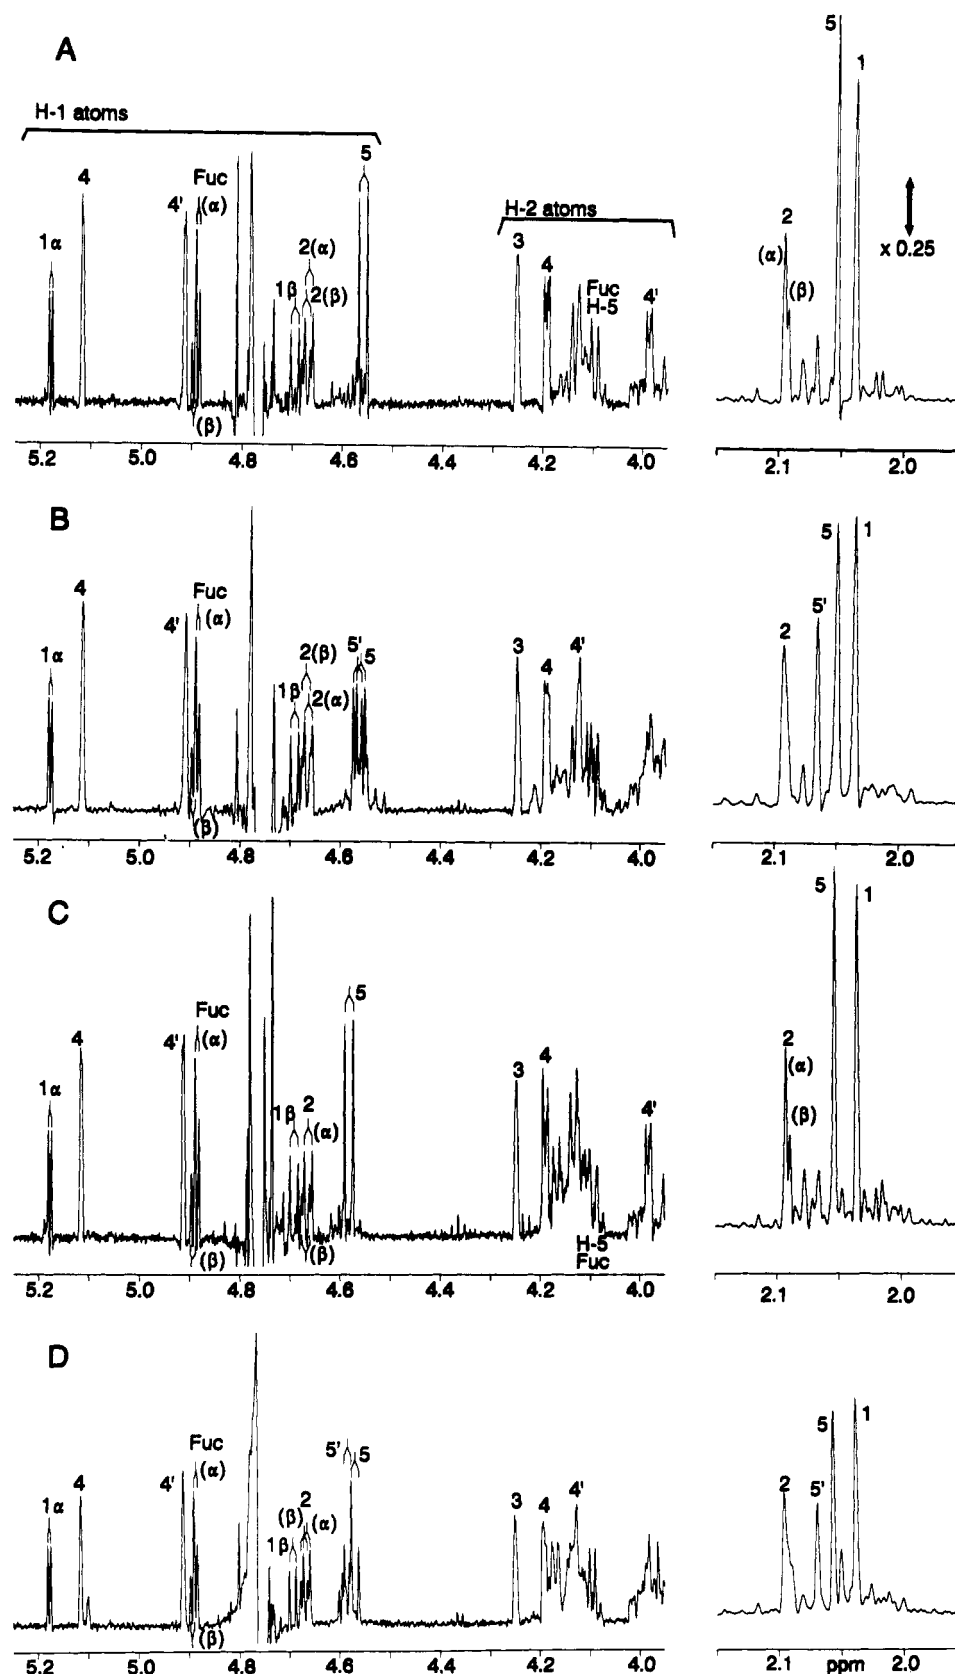 A
H-1 atoms
5
1
4
Fuc
4' (α)
1α
2(α)
1β 2(β)
(β)
5
H-2 atoms
3
4
Fuc
H-5
4'
2
(α)
(β)
x 0.25
5.2 5.0 4.8 4.6 4.4 4.2 4.0
2.1 2.0
B
4
Fuc
4' (α)
1α
(β)
2(β)
1β 2(α)
5' 5
3
4
4'
2
5'
5
1
5.2 5.0 4.8 4.6 4.4 4.2 4.0
2.1 2.0
C
4
Fuc
4' (α)
1α
(β)
1β 2
(α)
(β)
5
3
4
H-5
Fuc
4'
2
(α)
(β)
5
1
5.2 5.0 4.8 4.6 4.4 4.2 4.0
2.1 2.0
D
1α
4
Fuc
4' (α)
(β)
2
(β) (α)
1β
5' 5
3
4
4'
2
5'
5
1
5.2 5.0 4.8 4.6 4.4 4.2 4.0
2.1 ppm 2.0